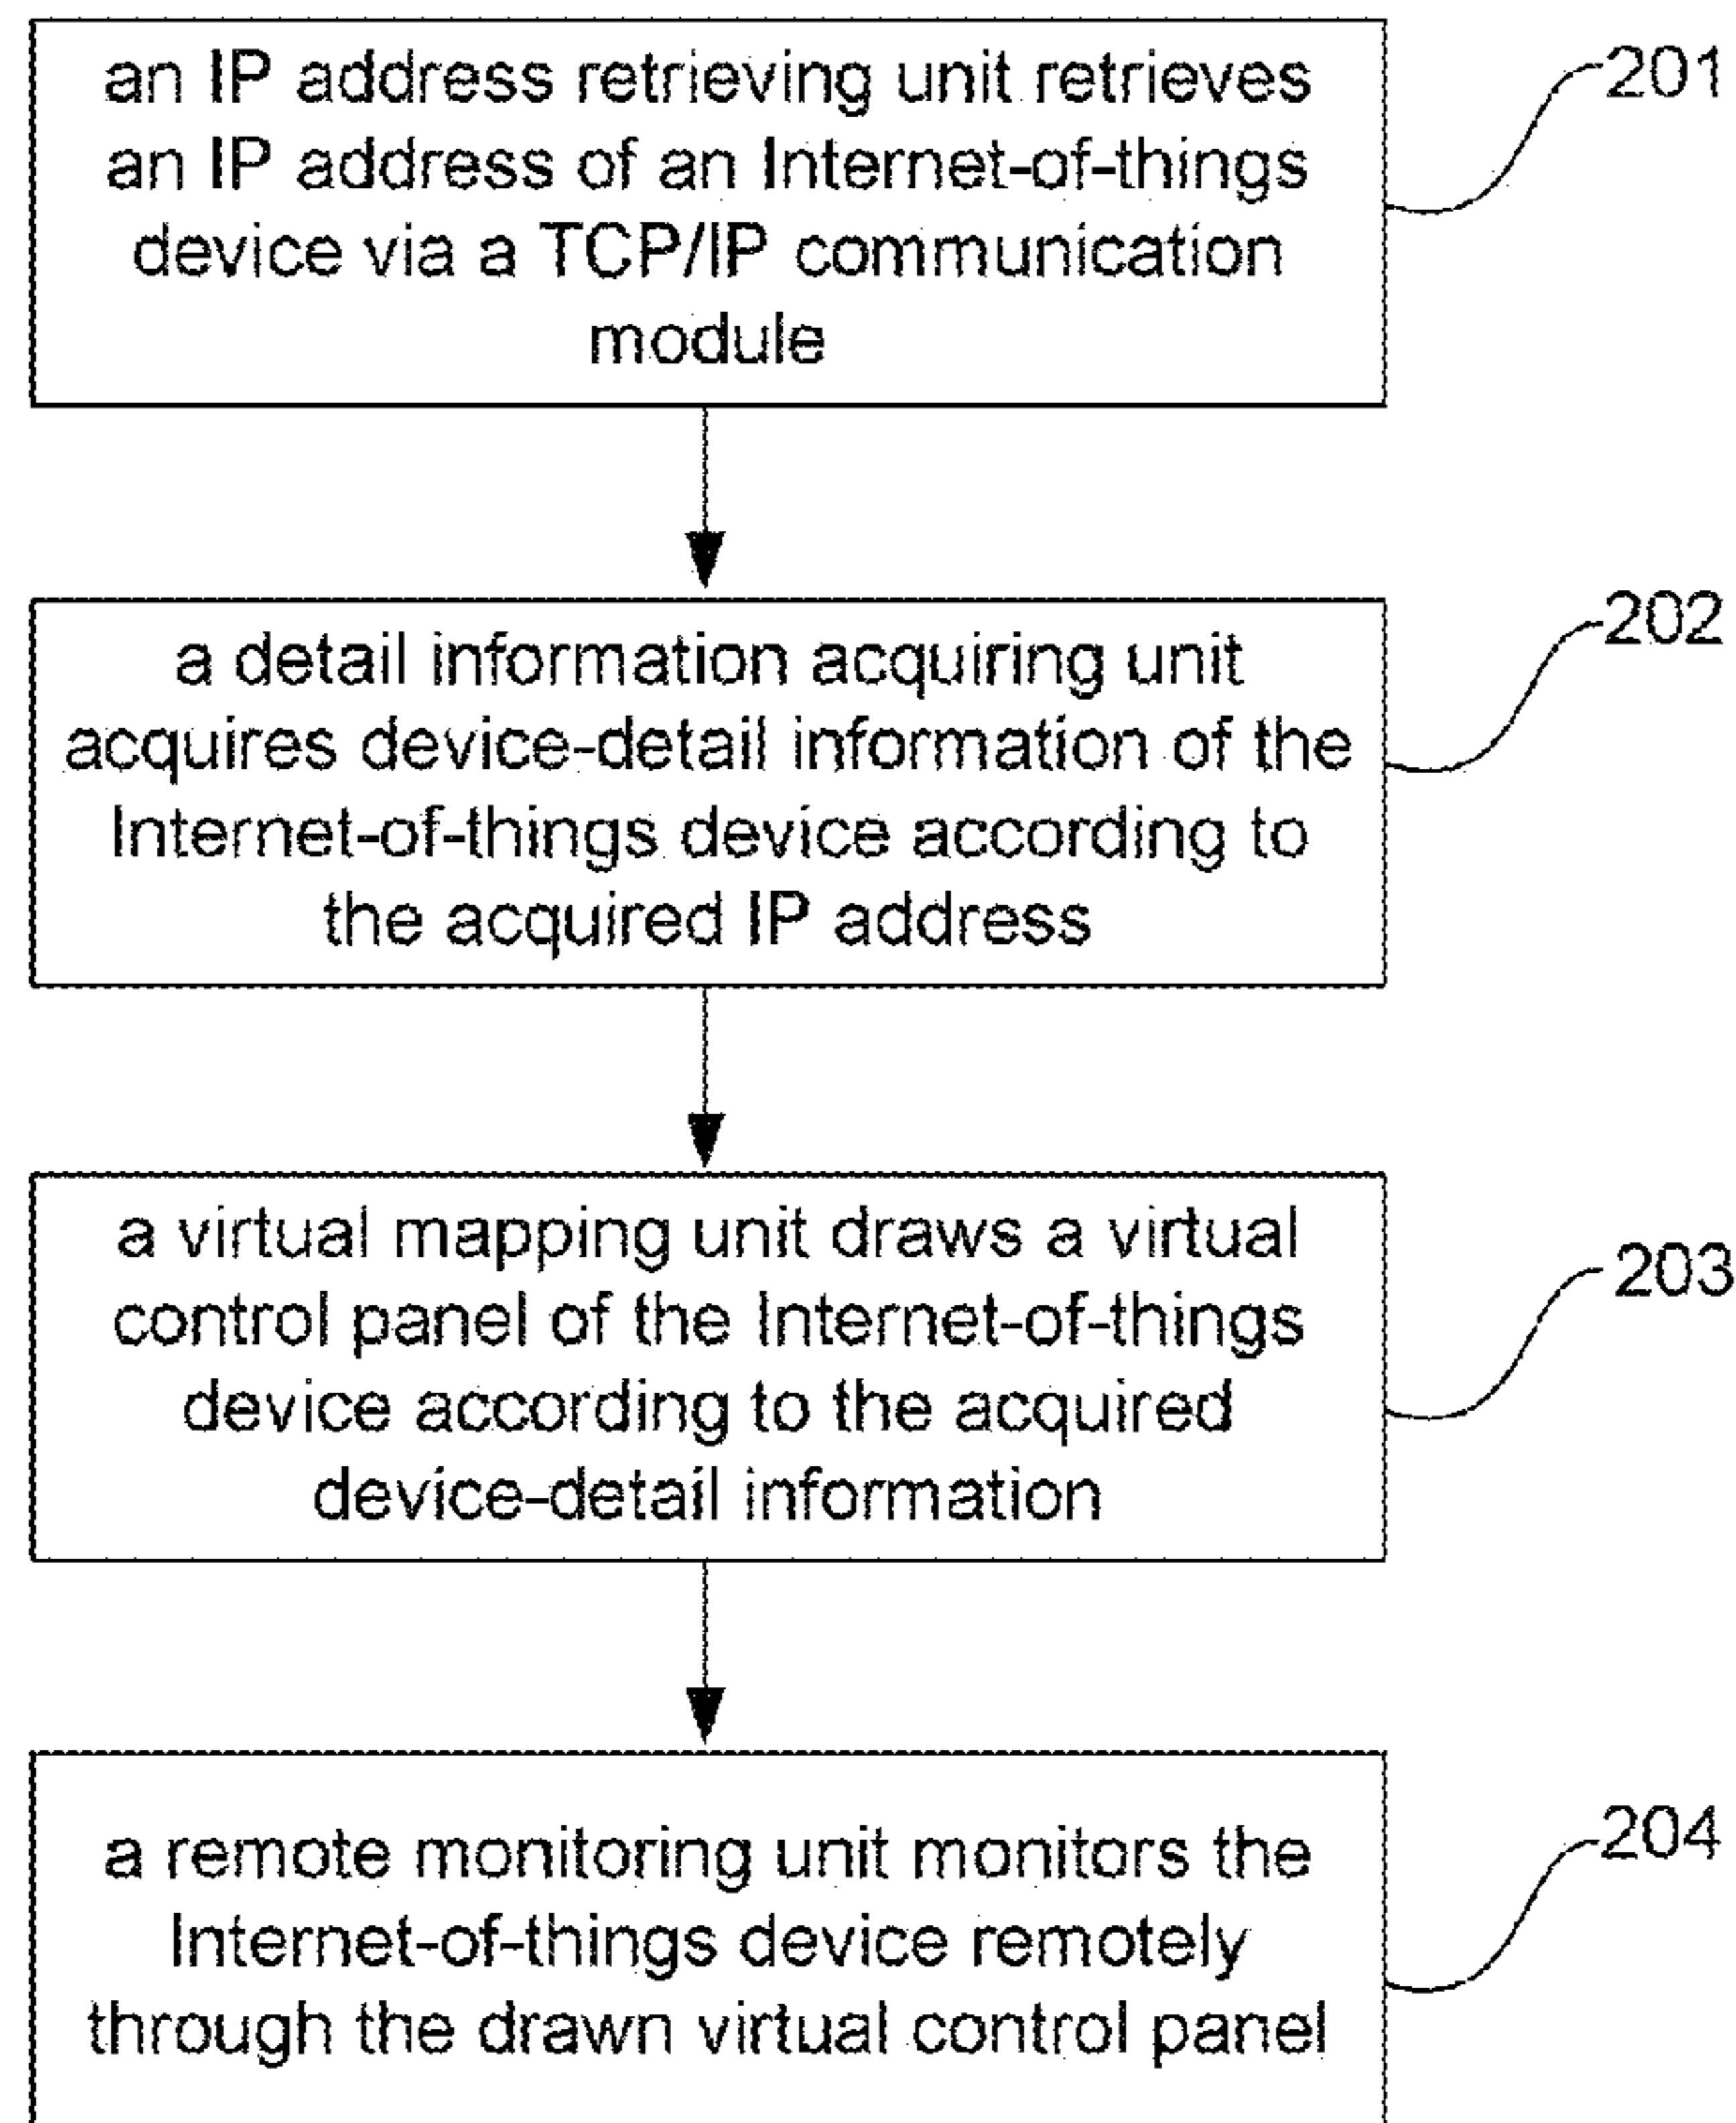 an IP address retrieving unit retrieves
an IP address of an Internet-of-things
device via a TCP/IP communication
module
201
a detail information acquiring unit
acquires device-detail information of the
Internet-of-things device according to
the acquired IP address
202
a virtual mapping unit draws a virtual
control panel of the Internet-of-things
device according to the acquired
device-detail information
203
a remote monitoring unit monitors the
Internet-of-things device remotely
through the drawn virtual control panel
204